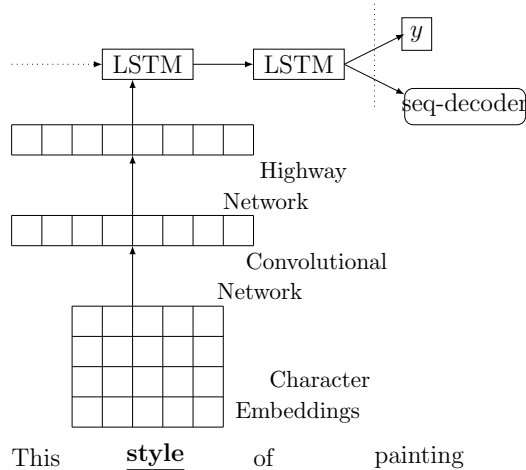 y
LSTM LSTM
seq-decoder
Highway
Network
Convolutional
Network
Character
Embeddings
This style of painting